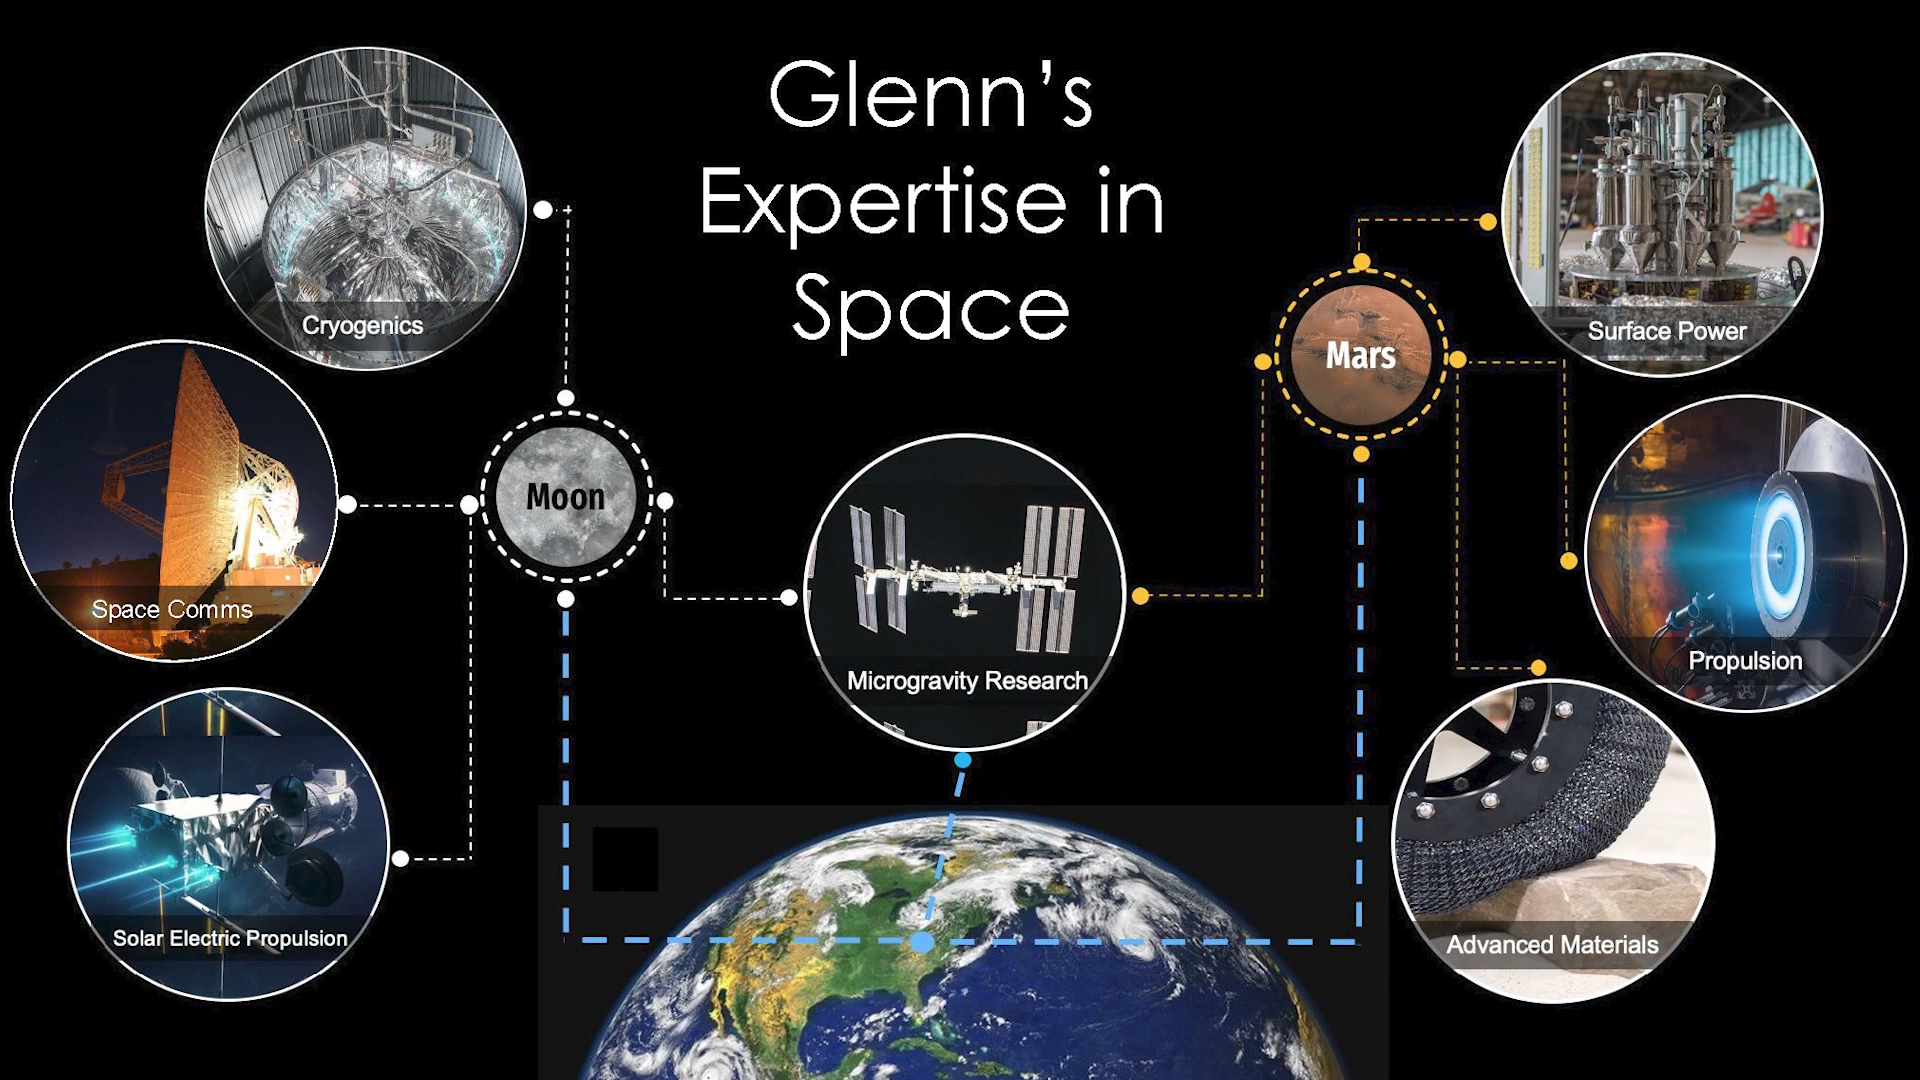 Glenn’s
Expertise in
Space
Cryogenics
Space Comms
Solar Electric Propulsion
Moon
Microgravity Research
Mars
Surface Power
Propulsion
Advanced Materials